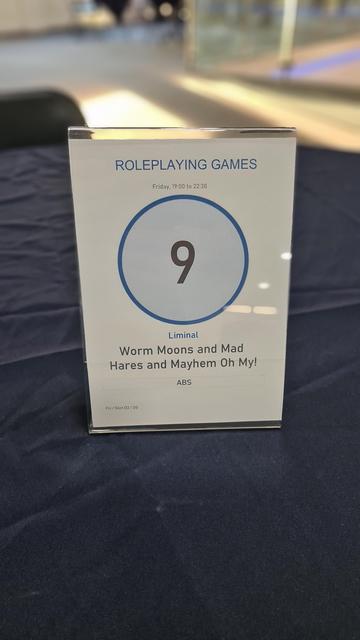 ROLEPLAYING GAMES
Friday, 19:00 to 22:30
9
Liminal
Worm Moons and Mad
Hares and Mayhem Oh My!
ABS